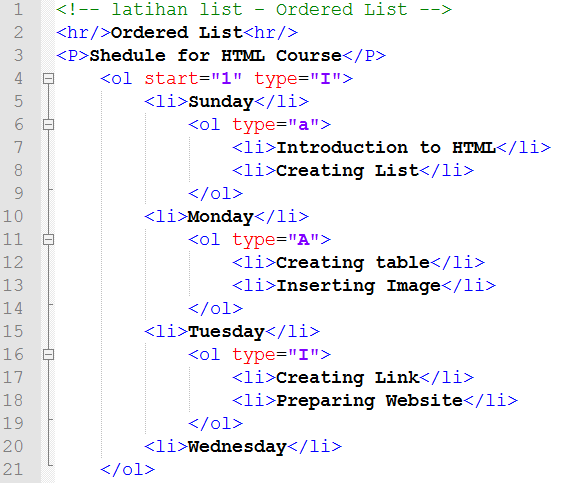 1 <!-- latihan list - Ordered List -->
2 <hr/>Ordered List<hr/>
3 <P>Shedule for HTML Course</P>
4 <ol start="1" type="I">
5 <li>Sunday</li>
6 <ol type="a">
7 <li>Introduction to HTML</li>
8 <li>Creating List</li>
9 </ol>
10 <li>Monday</li>
11 <ol type="A">
12 <li>Creating table</li>
13 <li>Inserting Image</li>
14 </ol>
15 <li>Tuesday</li>
16 <ol type="I">
17 <li>Creating Link</li>
18 <li>Preparing Website</li>
19 </ol>
20 <li>Wednesday</li>
21 </ol>